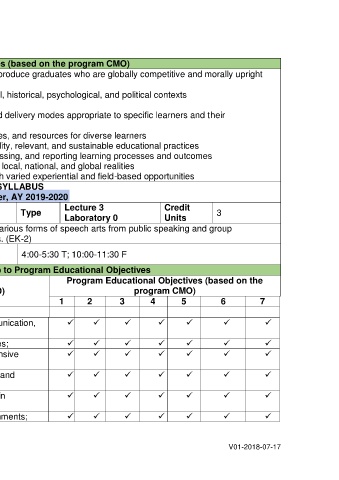 es (based on the program CMO)
produce graduates who are globally competitive and morally upright
l, historical, psychological, and political contexts
d delivery modes appropriate to specific learners and their
es, and resources for diverse learners
lity, relevant, and sustainable educational practices
ssing, and reporting learning processes and outcomes
local, national, and global realities
h varied experiential and field-based opportunities
SYLLABUS
er, AY 2019-2020
Type Lecture 3 Laboratory 0 Credit Units 3
arious forms of speech arts from public speaking and group
s. (EK-2)
4:00-5:30 T; 10:00-11:30 F
p to Program Educational Objectives
Program Educational Objectives (based on the
O) program CMO)
1 2 3 4 5 6 7
unication, ✓ ✓ ✓ ✓ ✓ ✓ ✓
es; ✓ ✓ ✓ ✓ ✓ ✓ ✓
nsive ✓ ✓ ✓ ✓ ✓ ✓ ✓
and ✓ ✓ ✓ ✓ ✓ ✓ ✓
in ✓ ✓ ✓ ✓ ✓ ✓ ✓
nments; ✓ ✓ ✓ ✓ ✓ ✓ ✓
V01-2018-07-17